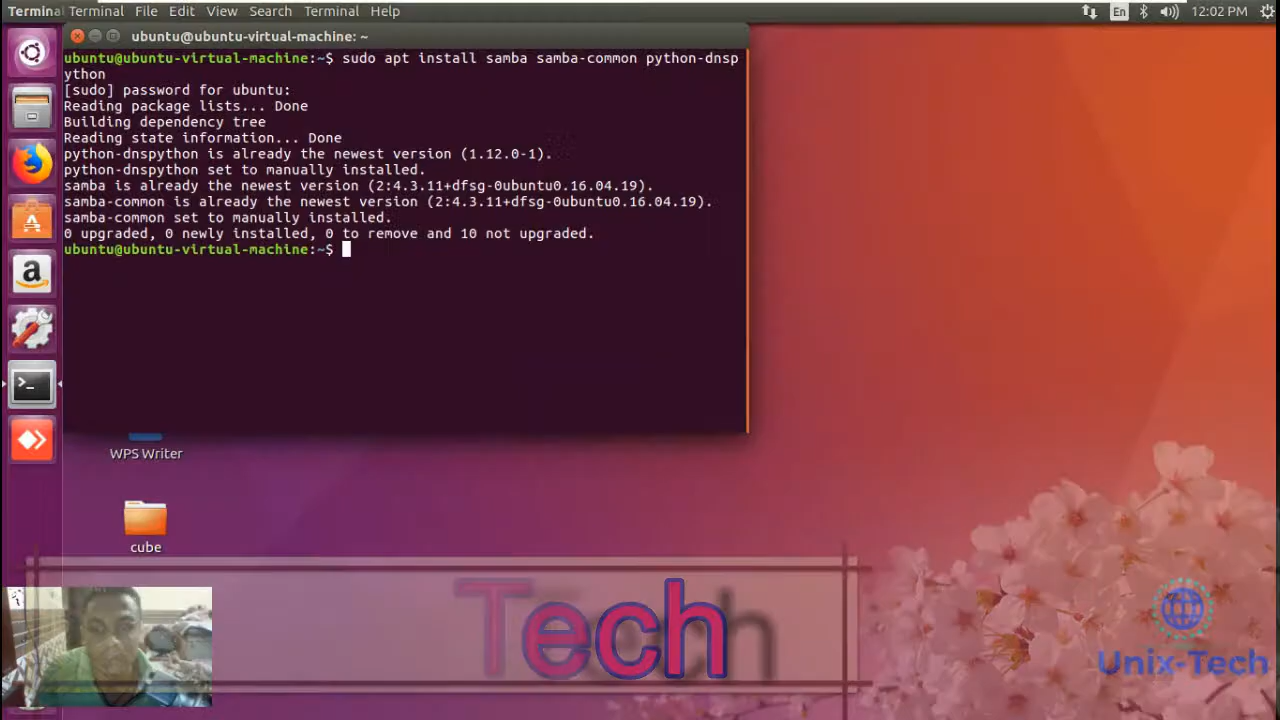 Terminal Terminal File Edit View Search Terminal Help En 12:02 PM
ubuntu@ubuntu-virtual-machine: ~
ubuntu@ubuntu-virtual-machine:~$ sudo apt install samba samba-common python-dnsp
ython
[sudo] password for ubuntu:
Reading package lists... Done
Building dependency tree
Reading state information... Done
python-dnspython is already the newest version (1.12.0-1).
python-dnspython set to manually installed.
samba is already the newest version (2:4.3.11+dfsg-0ubuntu0.16.04.19).
samba-common is already the newest version (2:4.3.11+dfsg-0ubuntu0.16.04.19).
samba-common set to manually installed.
0 upgraded, 0 newly installed, 0 to remove and 10 not upgraded.
ubuntu@ubuntu-virtual-machine:~$
WPS Writer
cube
Tech
Unix-Tech